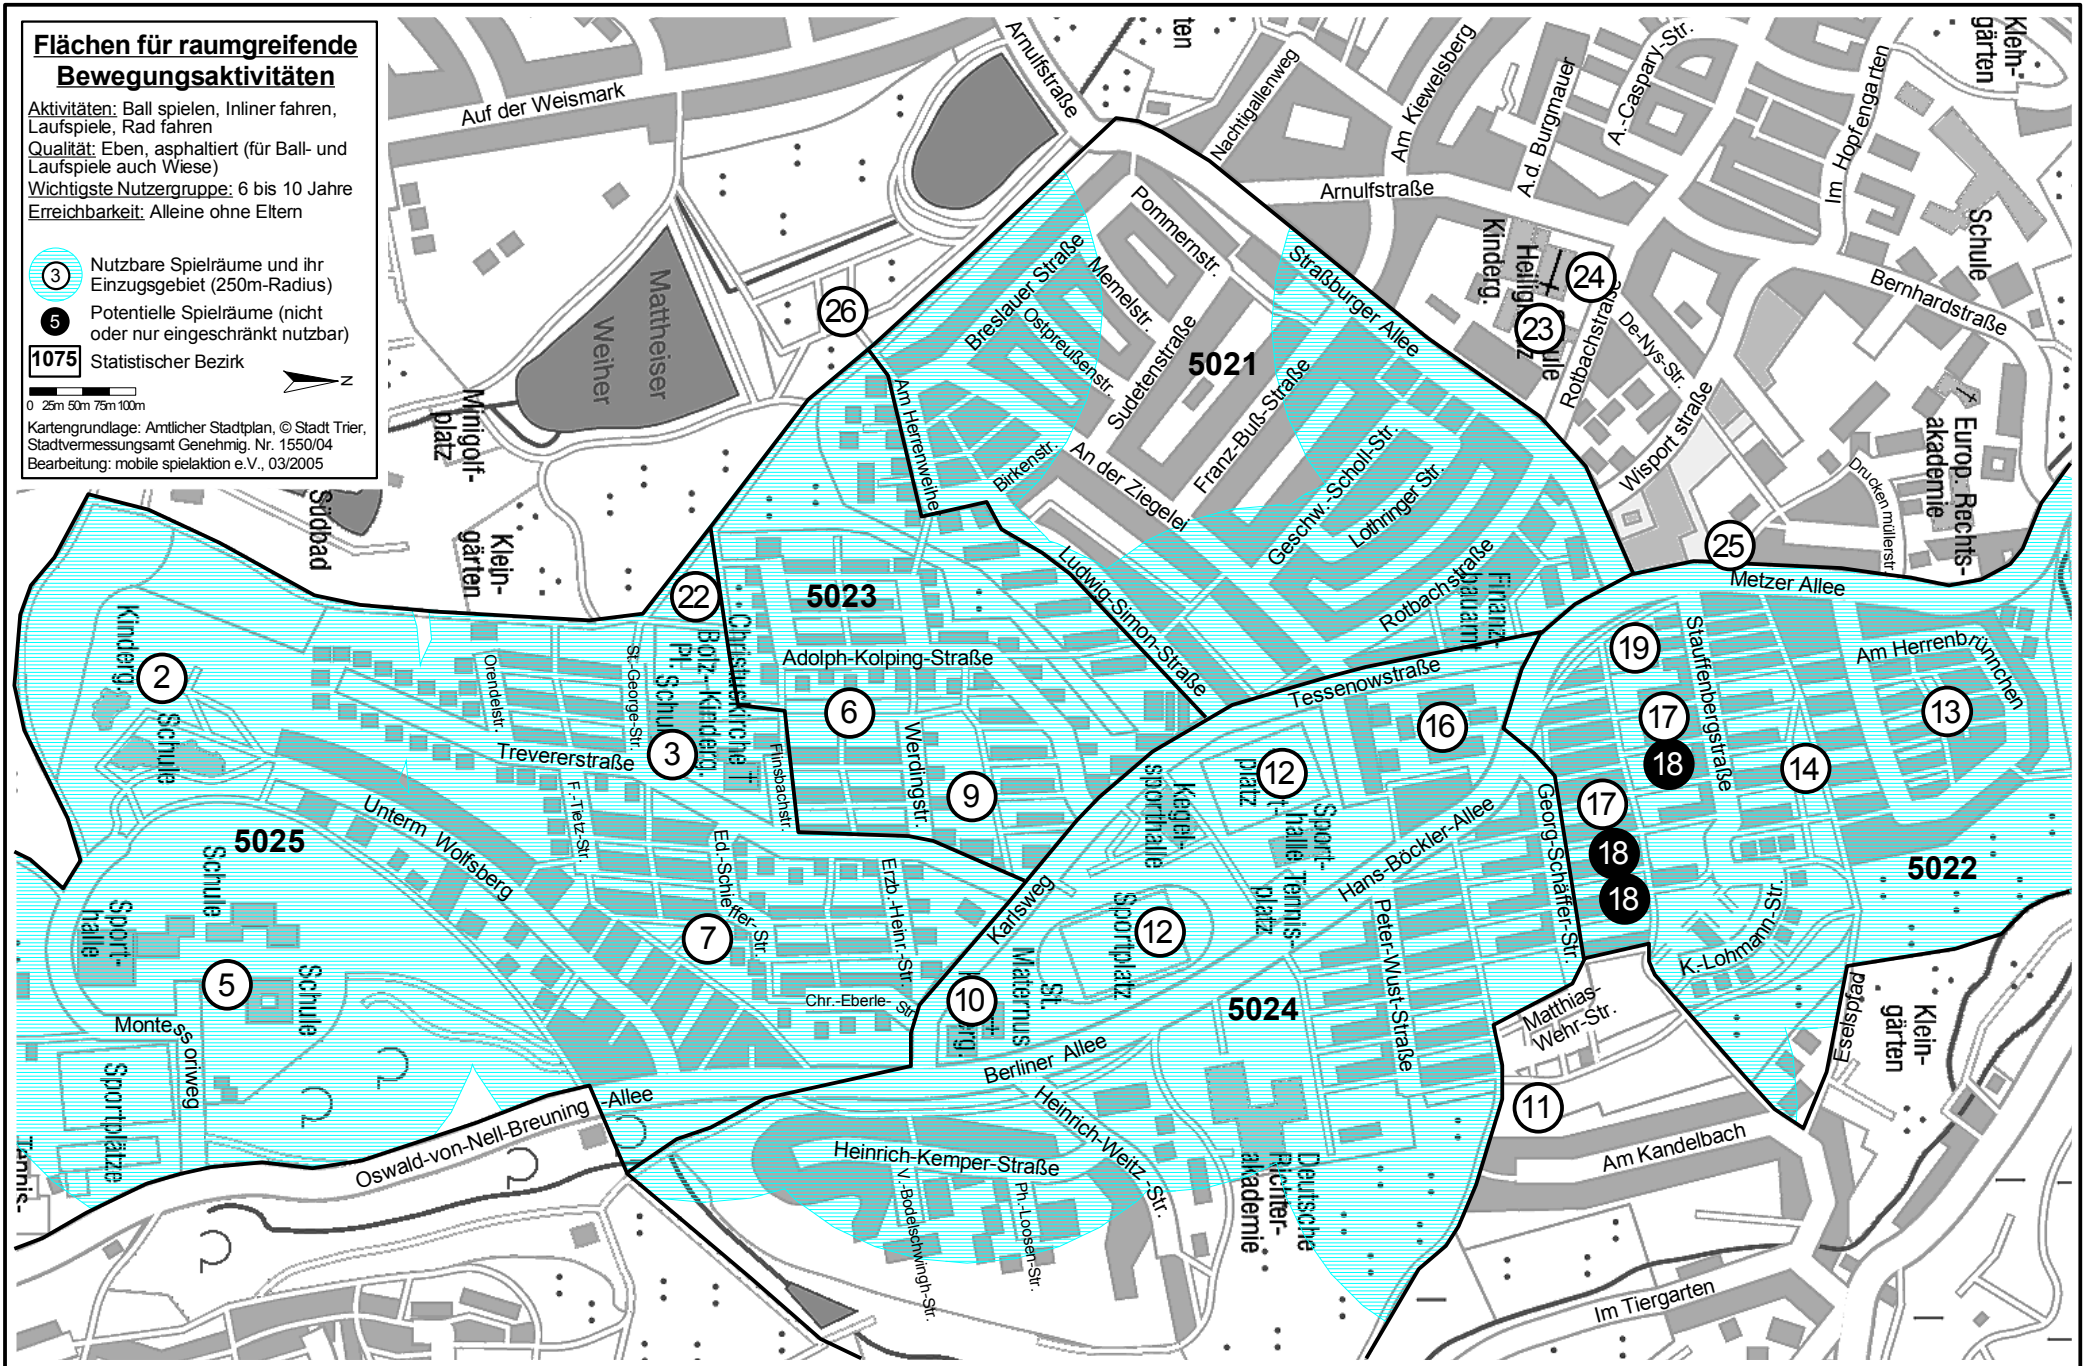 Flächen für raumgreifende
Bewegungsaktivitäten
Aktivitäten: Ball spielen, Inliner fahren,
Laufspiele, Rad fahren
Qualität: Eben, asphaltiert (für Ball- und
Laufspiele auch Wiese)
Wichtigste Nutzergruppe: 6 bis 10 Jahre
Erreichbarkeit: Alleine ohne Eltern
3 Nutzbare Spielräume und ihr
Einzugsgebiet (250m-Radius)
5 Potentielle Spielräume (nicht
oder nur eingeschränkt nutzbar)
1075 Statistischer Bezirk
N
0 25m 50m 75m 100m
Kartengrundlage: Amtlicher Stadtplan, © Stadt Trier,
Stadtvermessungsamt Genehmig. Nr. 1550/04
Bearbeitung: mobile spielaktion e.V., 03/2005
Auf der Weismark
Arnulfstraße
ten
Nachtigallenweg
Am Kiewelsberg
A.d. Burgmauer
A.-Caspary-Str.
Im Hopfengarten
Klein-
gärten
Arnulfstraße
Schule
Bernhardstraße
Kinderg.
24
23
Rotbachstraße
De-Nys-Str.
Wisport straße
Druckenmüllerstr
Europ. Rechts-
akademie
25
Metzer Allee
Mattheiser
Weiher
26
Minigolf-
platz
Südbad
Klein-
gärten
Pommernstr.
Breslauer Straße
Memelstr.
Ostpreußenstr.
Sudetenstraße
5021
Straßburger Allee
Franz-Buß-Straße
An der Ziegelei
Birkenstr.
Am Herrenweiher
Geschw.-Scholl-Str.
Lothringer Str.
Rotbachstraße
Finanz-
bauamt
Ludwig-Simon-Straße
5023
22
Christuskirche
Adolph-Kolping-Straße
6
Werdingstr.
9
Flinsbachstr.
Kinderg.
2
Schule
Orendelstr.
St.-George-Str.
Botz-
Pl.
Kinderg.
3
Trevererstraße
F.-Tietz-Str.
Unterm Wolfsberg
5025
Ed.-Schieffer-Str.
7
Erzb.-Heinr.-Str.
Chr.-Eberle-
Str
Schule
Sport-
halle
5
Schule
Montessoriweg
Sportplätze
Tennis-
Oswald-von-Nell-Breuning -Allee
Karlsweg
10
St.
Maternus
Berliner Allee
Tessenowstraße
16
12
Kegel-
sporthalle
Sport-
halle
Tennis-
platz
Hans-Böckler-Allee
Sportplatz
12
5024
Peter-Wust-Straße
Georg-Schäffer-Str.
Heinrich-Kemper-Straße
Heinrich-Weitz-Str.
V.-Bodelschwingh-Str.
Ph.-Loosen-Str.
Deutsche
Richter-
akademie
19
Stauffenbergstraße
17
18
17
18
18
14
13
Am Herrenbrünnchen
5022
K.-Lohmann-Str.
Matthias-
Wehr-Str.
11
Am Kandelbach
Eselspfad
Klein-
gärten
Im Tiergarten